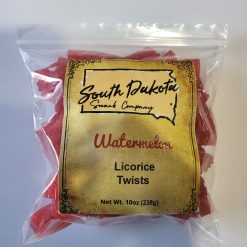 South Dakota
Snack Company
Watermelon
Licorice
Twists
Net Wt. 10oz (238g)